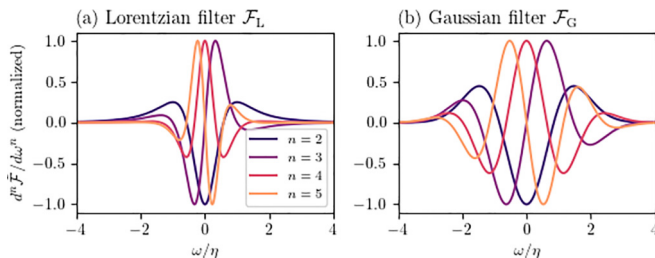 (a) Lorentzian filter 𝓕_L
(b) Gaussian filter 𝓕_G
dⁿ𝓕̃/dωⁿ (normalized)
1.0
0.5
0.0
−0.5
−1.0
n = 2
n = 3
n = 4
n = 5
−4
−2
0
2
4
ω/η
1.0
0.5
0.0
−0.5
−1.0
−4
−2
0
2
4
ω/η